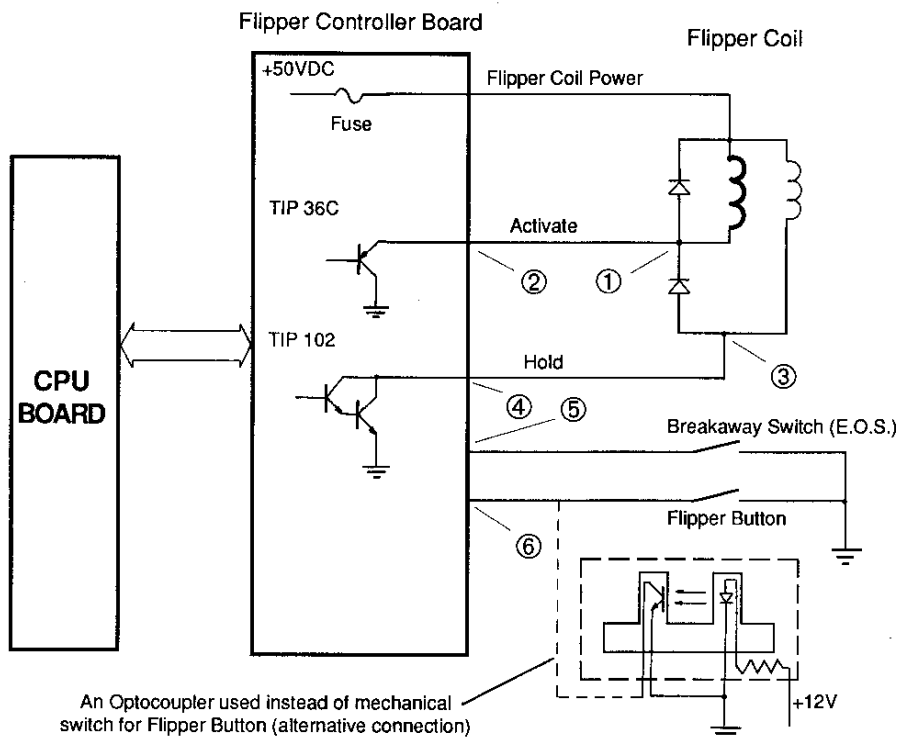 Flipper Controller Board
Flipper Coil
+50VDC
Flipper Coil Power
Fuse
TIP 36C
Activate
②
①
TIP 102
Hold
③
CPU
BOARD
④
⑤
Breakaway Switch (E.O.S.)
Flipper Button
⑥
An Optocoupler used instead of mechanical
switch for Flipper Button (alternative connection)
+12V